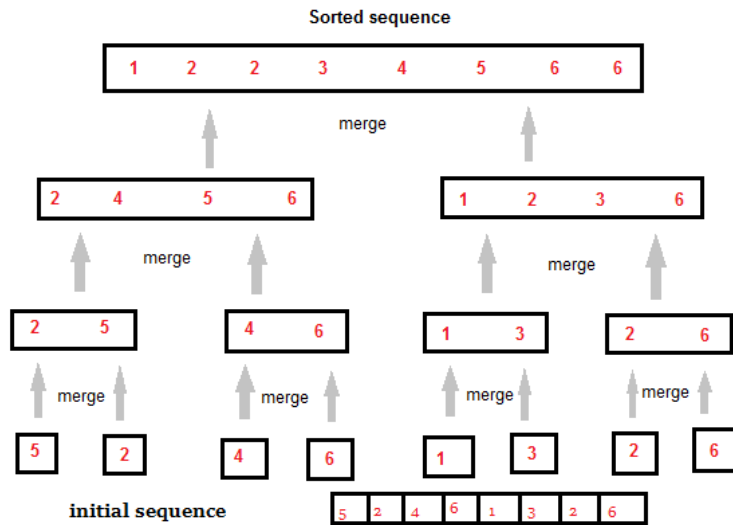 Sorted sequence
1 2 2 3 4 5 6 6
merge
2 4 5 6 1 2 3 6
merge merge
2 5 4 6 1 3 2 6
merge merge merge merge
5 2 4 6 1 3 2 6
initial sequence 5 2 4 6 1 3 2 6